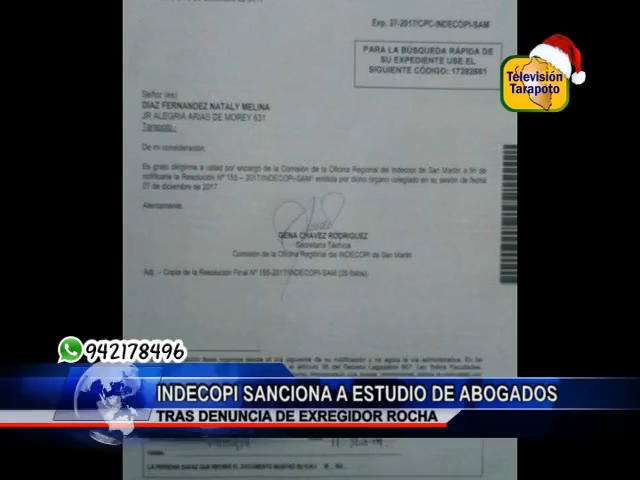 Exp. 37-2017/CPC-INDECOPI-SAM
PARA LA BÚSQUEDA RÁPIDA DE
SU EXPEDIENTE USE EL
SIGUIENTE CÓDIGO: 17282881
Televisión
Tarapoto
Señor (es)
DIAZ FERNANDEZ NATALY MELINA
JR ALEGRIA ARIAS DE MOREY 631
Tarapoto.-
De mi consideración:
Es grato dirigirme a usted por encargo de la Comisión de la Oficina Regional del Indecopi de San Martín a fin de
notificarle la Resolución Nº 155 – 2017/INDECOPI-SAM¹ emitida por dicho órgano colegiado en su sesión de fecha
07 de diciembre de 2017
Atentamente,
GENA CHAVEZ RODRIGUEZ
Secretaria Técnica
Comisión de la Oficina Regional del INDECOPI de San Martín
Adj.:- Copia de la Resolución Final Nº 155-2017/INDECOPI-SAM (29 folios)
942178496
INDECOPI SANCIONA A ESTUDIO DE ABOGADOS
TRAS DENUNCIA DE EXREGIDOR ROCHA